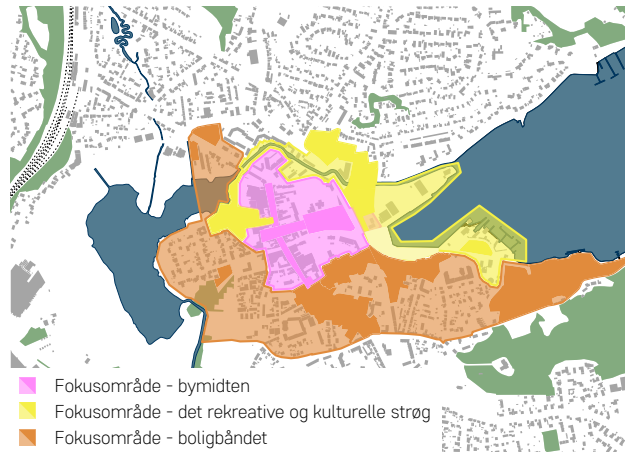 Fokusområde - bymidten
Fokusområde - det rekreative og kulturelle strøg
Fokusområde - boligbåndet